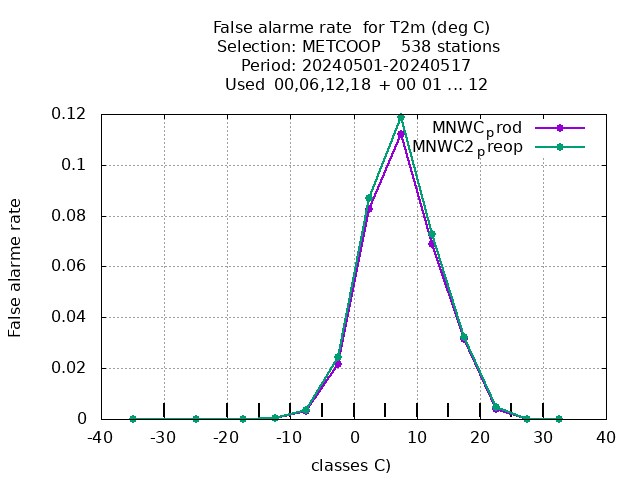 False alarme rate  for T2m (deg C)
Selection: METCOOP    538 stations
Period: 20240501-20240517
Used  00,06,12,18  + 00 01 ... 12
MNWCprod
MNWC2preop
False alarme rate
0.12
0.1
0.08
0.06
0.04
0.02
0
-40 -30 -20 -10 0 10 20 30 40
classes C)